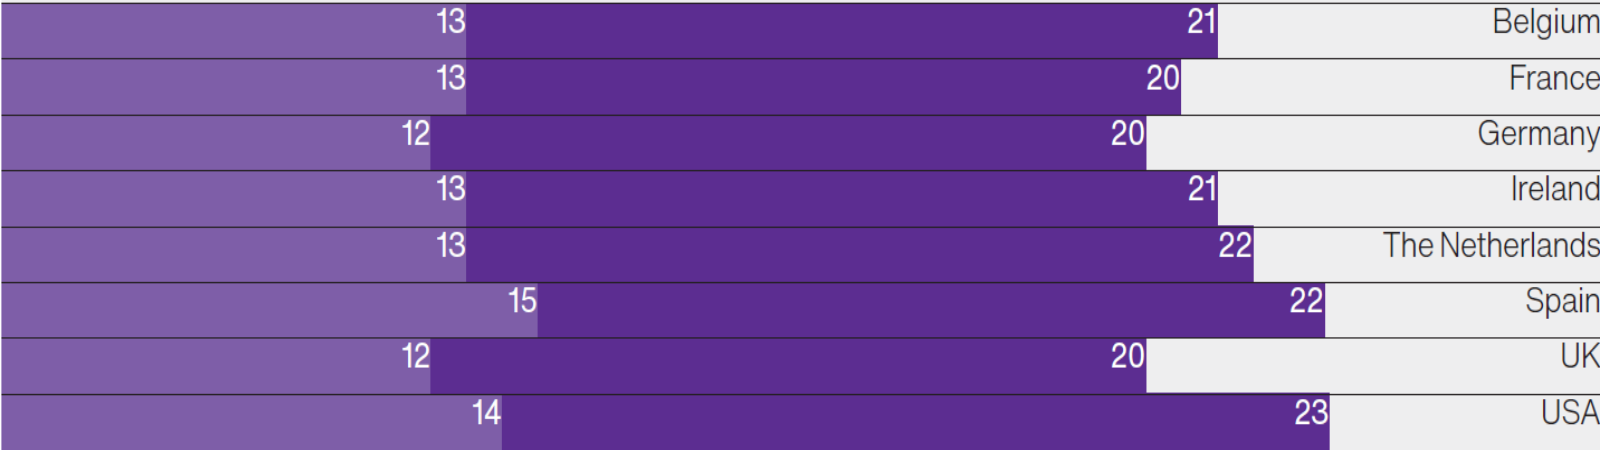 13 21 Belgium
13 20 France
12 20 Germany
13 21 Ireland
13 22 The Netherlands
15 22 Spain
12 20 UK
14 23 USA